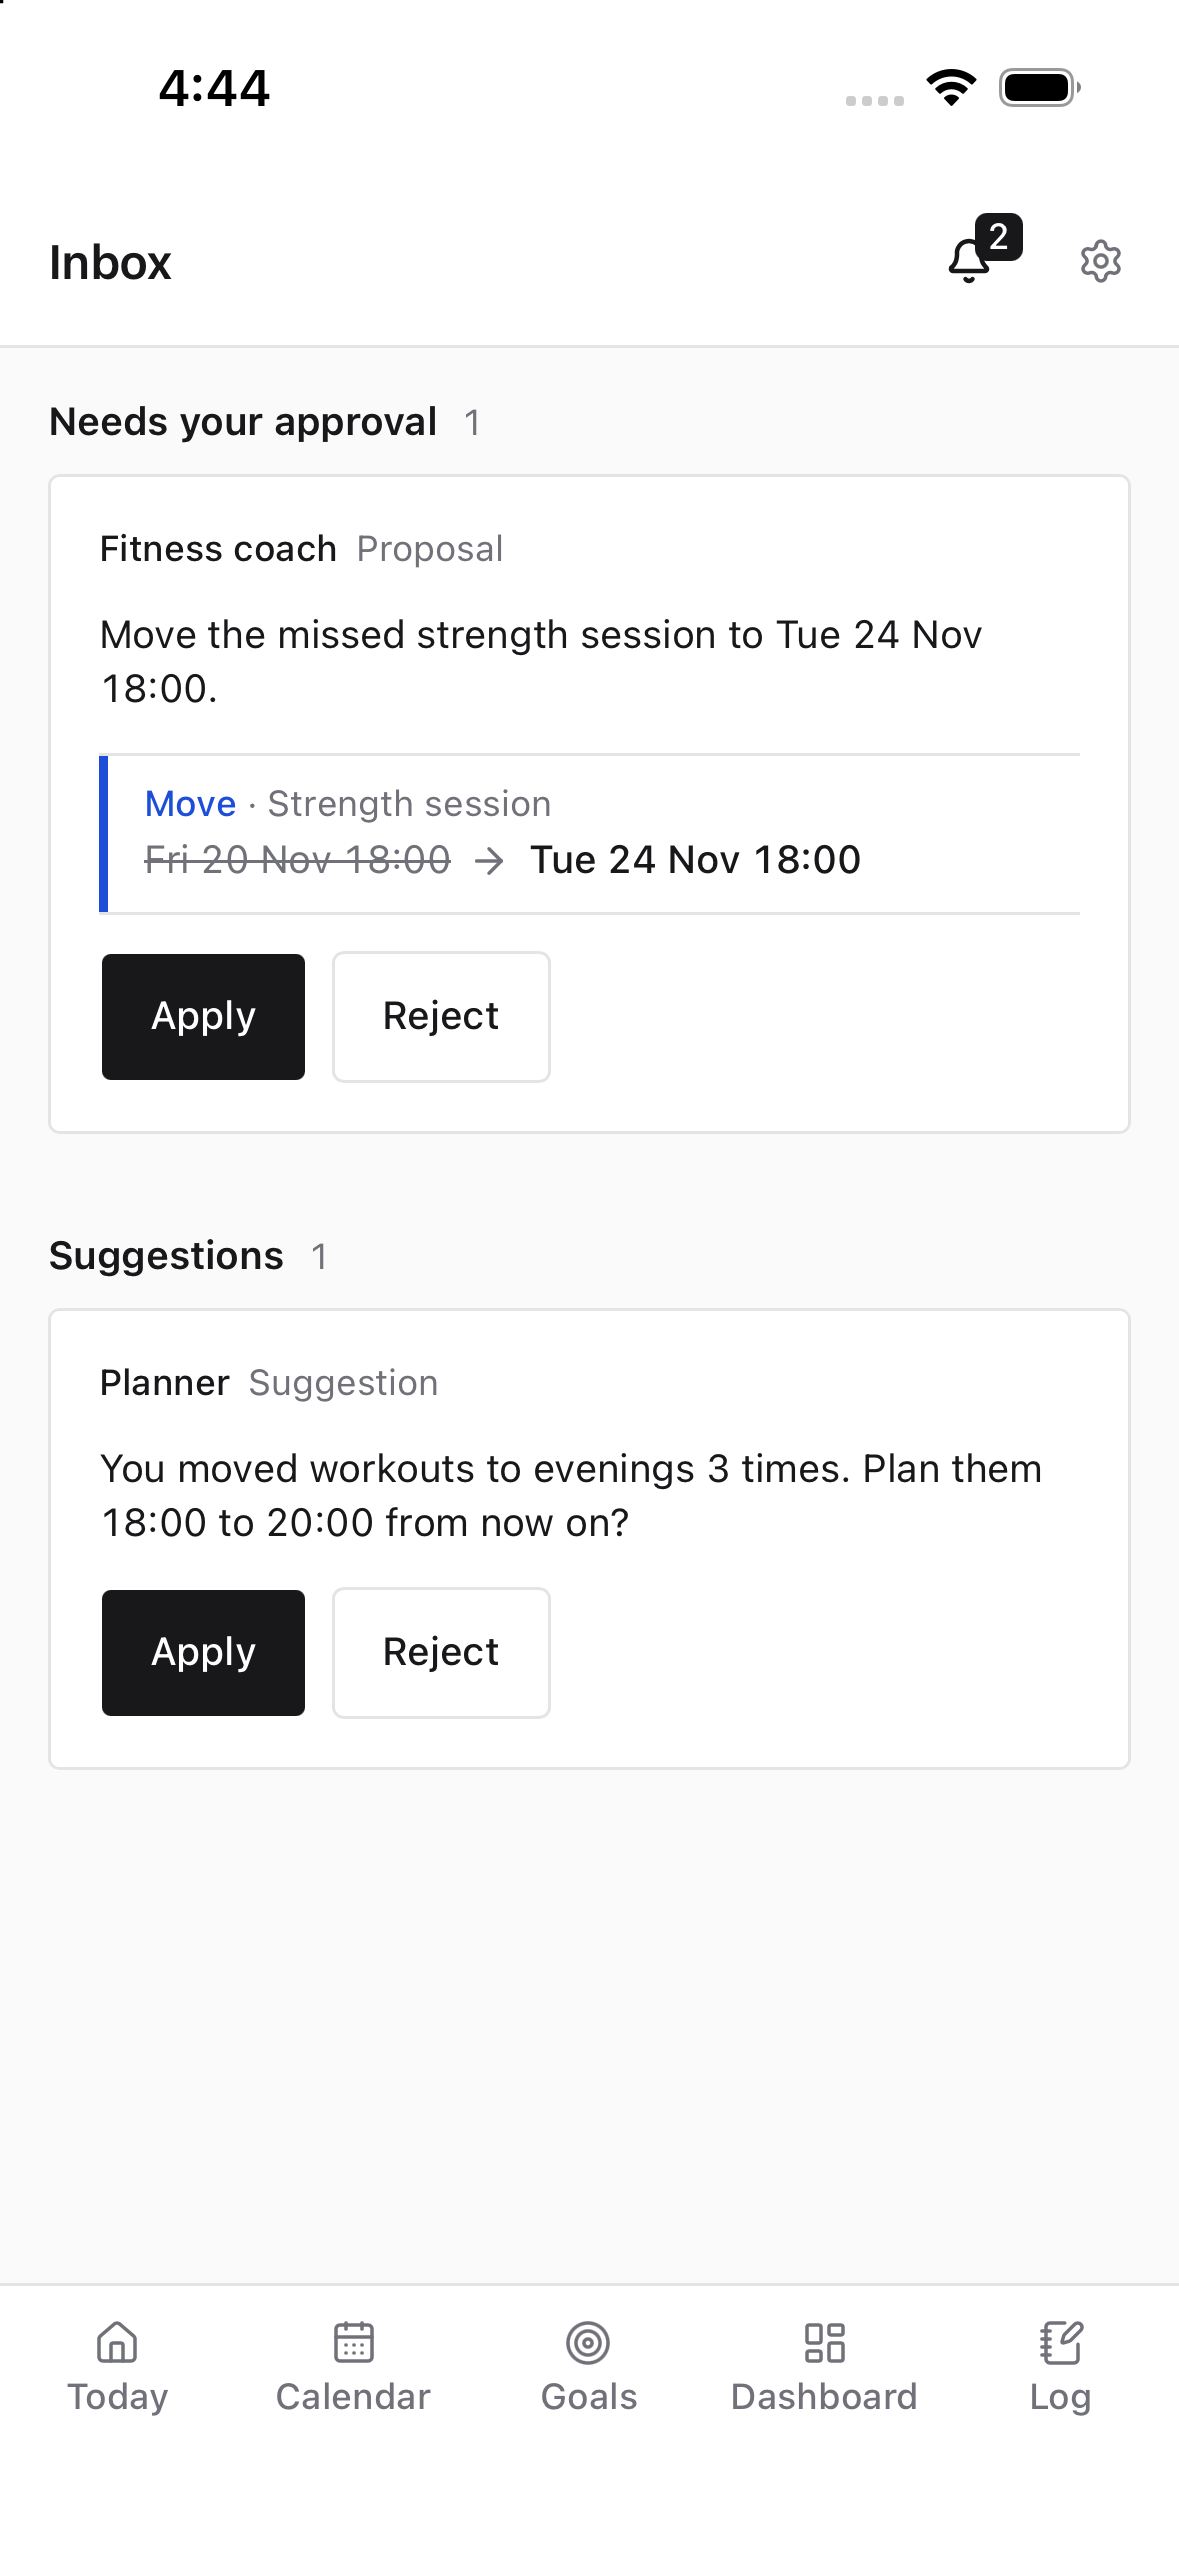 4:44
Inbox
2
Needs your approval 1
Fitness coach Proposal
Move the missed strength session to Tue 24 Nov
18:00.
Move · Strength session
Fri 20 Nov 18:00 → Tue 24 Nov 18:00
Apply Reject
Suggestions 1
Planner Suggestion
You moved workouts to evenings 3 times. Plan them
18:00 to 20:00 from now on?
Apply Reject
Today Calendar Goals Dashboard Log